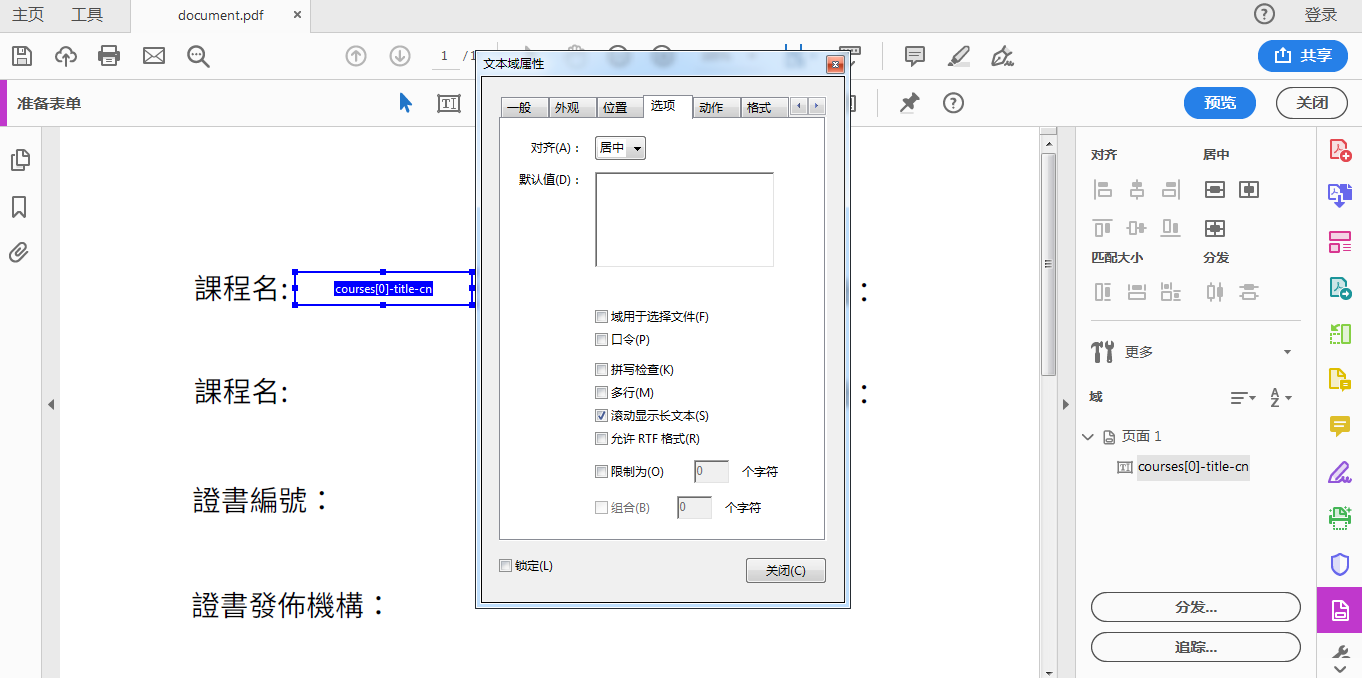 主页 工具 document.pdf × ? 登录
1 / 1 共享
准备表单 预览 关闭
文本域属性
一般 外观 位置 选项 动作 格式
对齐(A)： 居中
默认值(D)：
域用于选择文件(F)
口令(P)
拼写检查(K)
多行(M)
滚动显示长文本(S)
允许 RTF 格式(R)
限制为(O) 0 个字符
组合(B) 0 个字符
锁定(L) 关闭(C)
課程名: courses[0]-title-cn ：
課程名: ：
證書編號：
證書發佈機構：
对齐 居中
匹配大小 分发
更多
域
页面 1
courses[0]-title-cn
分发...
追踪...